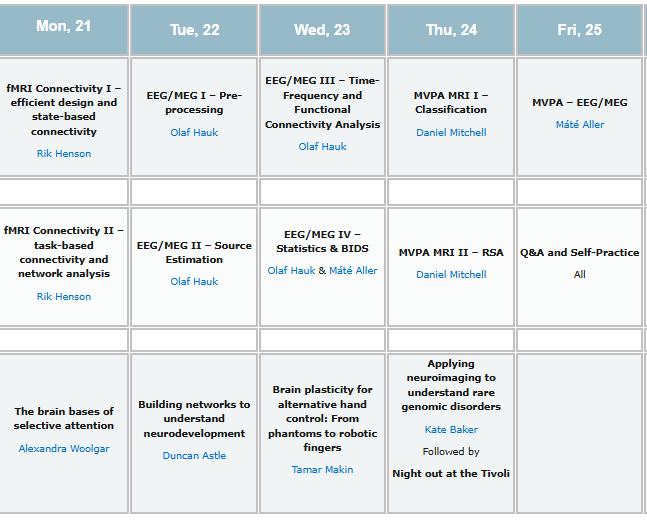 Mon, 21
Tue, 22
Wed, 23
Thu, 24
Fri, 25
fMRI Connectivity I –
efficient design and
state-based
connectivity
Rik Henson
EEG/MEG I – Pre-
processing
Olaf Hauk
EEG/MEG III – Time-
Frequency and
Functional
Connectivity Analysis
Olaf Hauk
MVPA MRI I –
Classification
Daniel Mitchell
MVPA – EEG/MEG
Máté Aller
fMRI Connectivity II –
task-based
connectivity and
network analysis
Rik Henson
EEG/MEG II – Source
Estimation
Olaf Hauk
EEG/MEG IV –
Statistics & BIDS
Olaf Hauk & Máté Aller
MVPA MRI II – RSA
Daniel Mitchell
Q&A and Self-Practice
All
The brain bases of
selective attention
Alexandra Woolgar
Building networks to
understand
neurodevelopment
Duncan Astle
Brain plasticity for
alternative hand
control: From
phantoms to robotic
fingers
Tamar Makin
Applying
neuroimaging to
understand rare
genomic disorders
Kate Baker
Followed by
Night out at the Tivoli